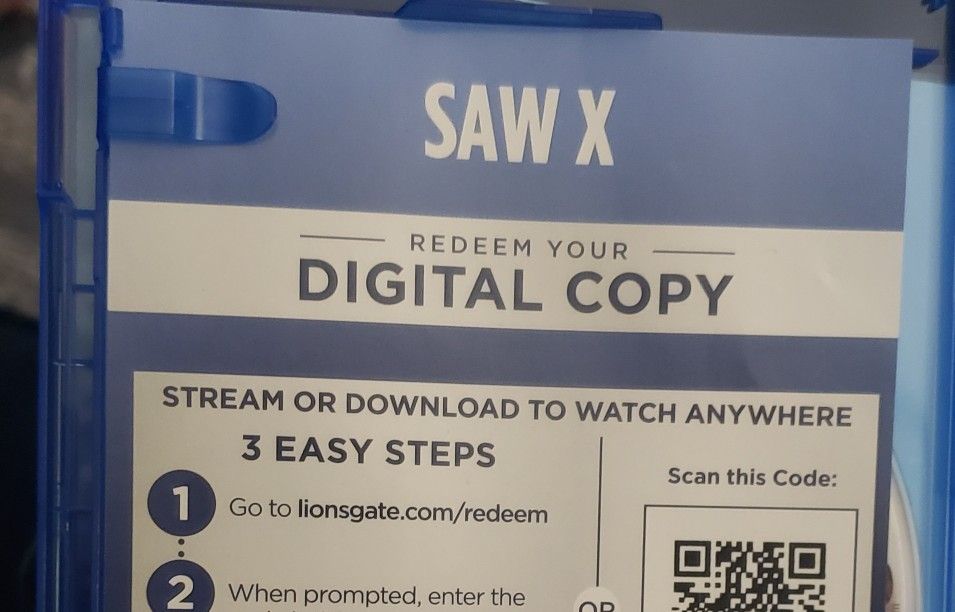 SAW X
REDEEM YOUR
DIGITAL COPY
STREAM OR DOWNLOAD TO WATCH ANYWHERE
3 EASY STEPS
1 Go to lionsgate.com/redeem
2 When prompted, enter the
Scan this Code:
OR